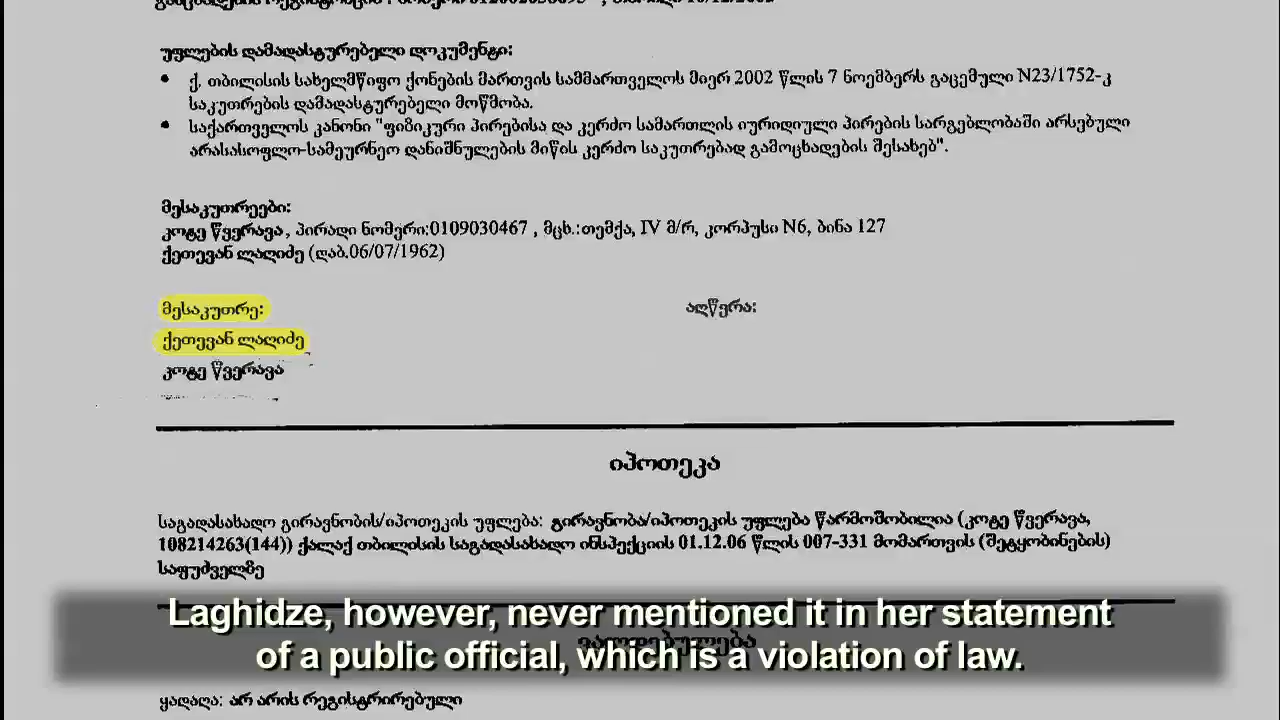 უფლების დამადასტურებელი დოკუმენტი:
• ქ. თბილისის სახელმწიფო ქონების მართვის სამმართველოს მიერ 2002 წლის 7 ნოემბერს გაცემული N23/1752-კ
საკუთრების დამადასტურებელი მოწმობა.
• საქართველოს კანონი "ფიზიკური პირებისა და კერძო სამართლის იურიდიული პირების სარგებლობაში არსებული
არასასოფლო-სამეურნეო დანიშნულების მიწის კერძო საკუთრებად გამოცხადების შესახებ".
მესაკუთრეები:
კოტე წვერავა, პირადი ნომერი:0109030467 , მცხ.:თემქა, IV მ/რ, კორპუსი N6, ბინა 127
ქეთევან ლაღიძე (დაბ.06/07/1962)
მესაკუთრე: აღწერა:
ქეთევან ლაღიძე
კოტე წვერავა
იპოთეკა
საგადასახადო გირავნობის/იპოთეკის უფლება: გირავნობა/იპოთეკის უფლება წარმოშობილია (კოტე წვერავა,
108214263(144)) ქალაქ თბილისის საგადასახადო ინსპექციის 01.12.06 წლის 007-331 მომართვის (შეტყობინების)
საფუძველზე
Laghidze, however, never mentioned it in her statement
of a public official, which is a violation of law.
ყადაღა: არ არის რეგისტრირებული